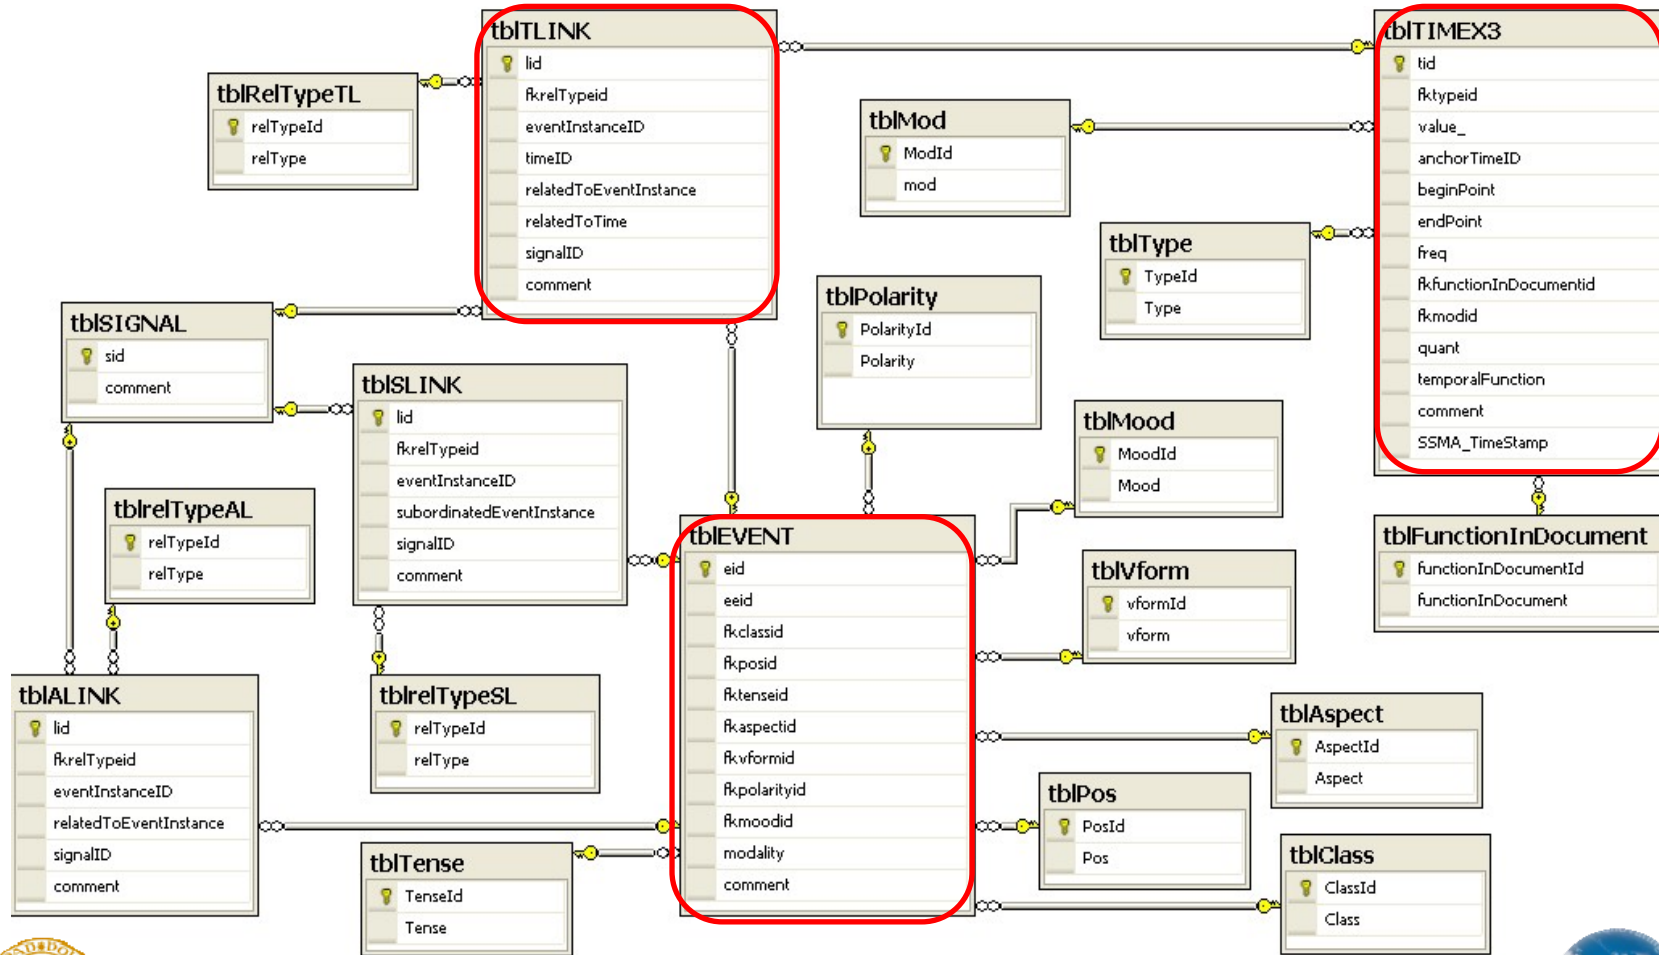 tblTLINK
lid
fkrelTypeid
eventInstanceID
timeID
relatedToEventInstance
relatedToTime
signalID
comment
tblTIMEX3
tid
fktypeid
value_
anchorTimeID
beginPoint
endPoint
freq
fkfunctionInDocumentid
fkmodid
quant
temporalFunction
comment
SSMA_TimeStamp
tblRelTypeTL
relTypeId
relType
tblMod
ModId
mod
tblType
TypeId
Type
tblPolarity
PolarityId
Polarity
tblSIGNAL
sid
comment
tblSLINK
lid
fkrelTypeid
eventInstanceID
subordinatedEventInstance
signalID
comment
tblMood
MoodId
Mood
tblrelTypeAL
relTypeId
relType
tblEVENT
eid
eeid
fkclassid
fkposid
fktenseid
fkaspectid
fkvformid
fkpolarityid
fkmoodid
modality
comment
tblFunctionInDocument
functionInDocumentId
functionInDocument
tblVform
vformId
vform
tblALINK
lid
fkrelTypeid
eventInstanceID
relatedToEventInstance
signalID
comment
tblrelTypeSL
relTypeId
relType
tblAspect
AspectId
Aspect
tblPos
PosId
Pos
tblTense
TenseId
Tense
tblClass
ClassId
Class